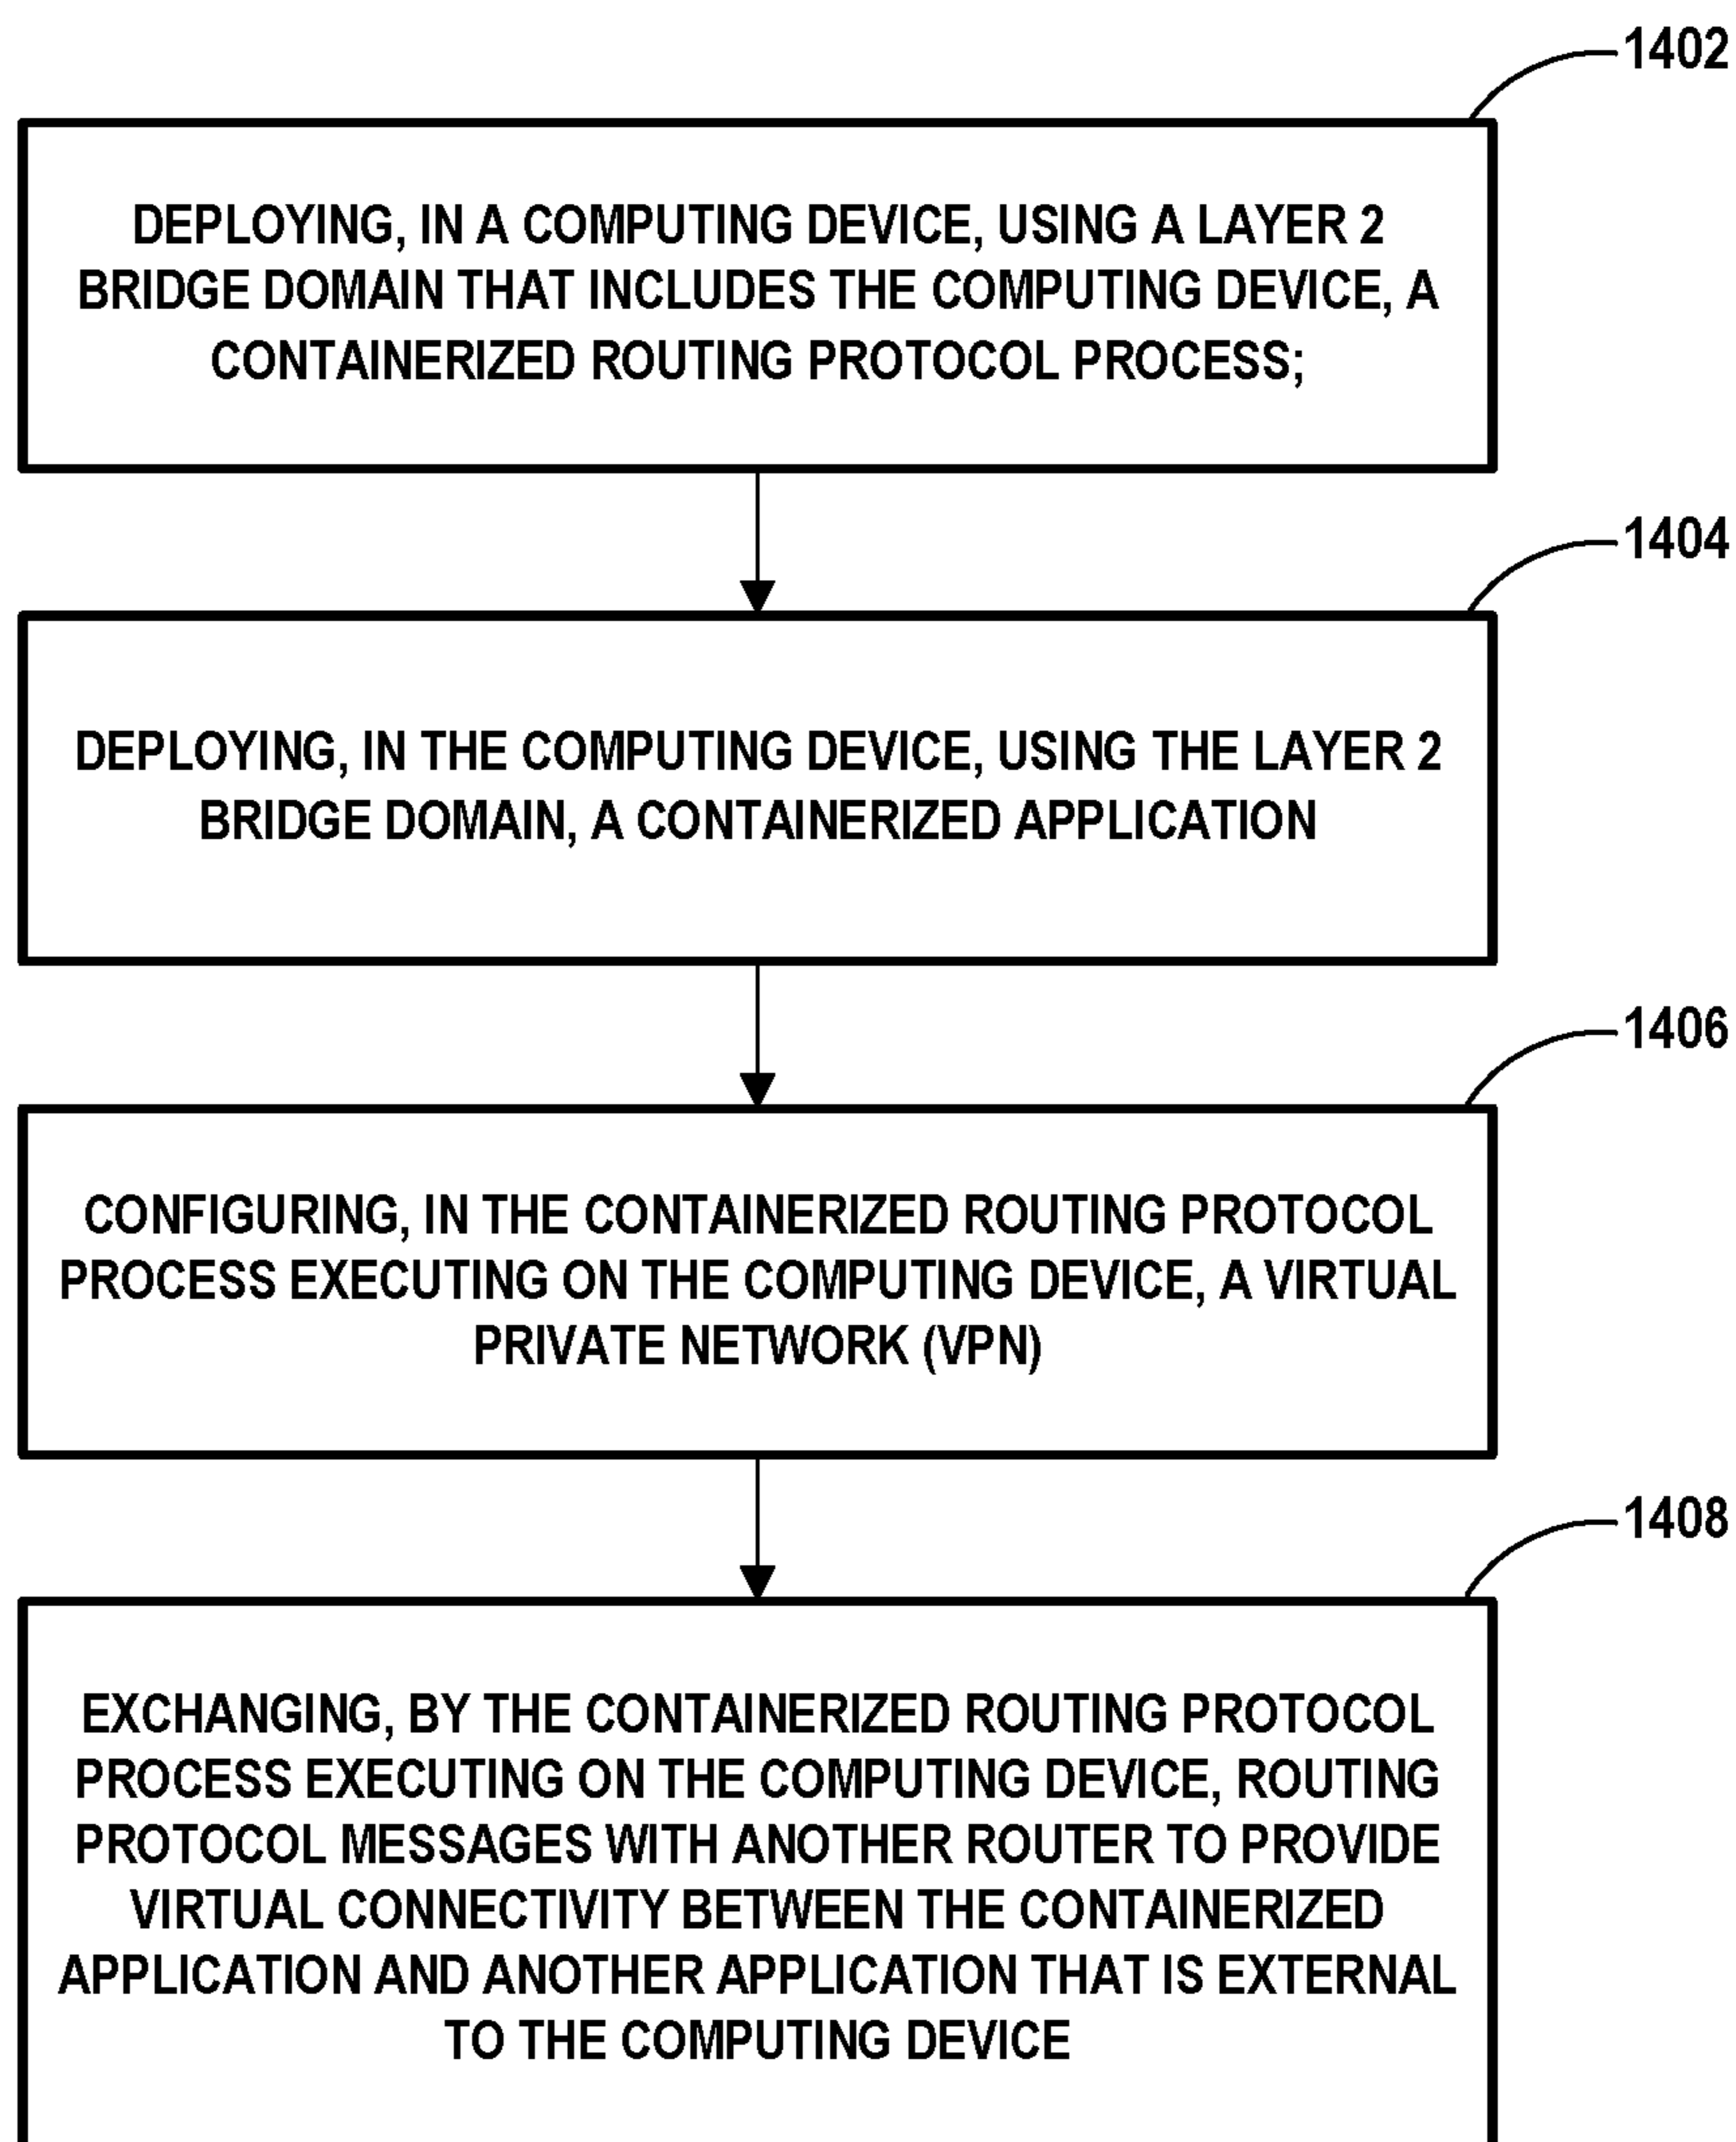 1402
DEPLOYING, IN A COMPUTING DEVICE, USING A LAYER 2
BRIDGE DOMAIN THAT INCLUDES THE COMPUTING DEVICE, A
CONTAINERIZED ROUTING PROTOCOL PROCESS;
1404
DEPLOYING, IN THE COMPUTING DEVICE, USING THE LAYER 2
BRIDGE DOMAIN, A CONTAINERIZED APPLICATION
1406
CONFIGURING, IN THE CONTAINERIZED ROUTING PROTOCOL
PROCESS EXECUTING ON THE COMPUTING DEVICE, A VIRTUAL
PRIVATE NETWORK (VPN)
1408
EXCHANGING, BY THE CONTAINERIZED ROUTING PROTOCOL
PROCESS EXECUTING ON THE COMPUTING DEVICE, ROUTING
PROTOCOL MESSAGES WITH ANOTHER ROUTER TO PROVIDE
VIRTUAL CONNECTIVITY BETWEEN THE CONTAINERIZED
APPLICATION AND ANOTHER APPLICATION THAT IS EXTERNAL
TO THE COMPUTING DEVICE